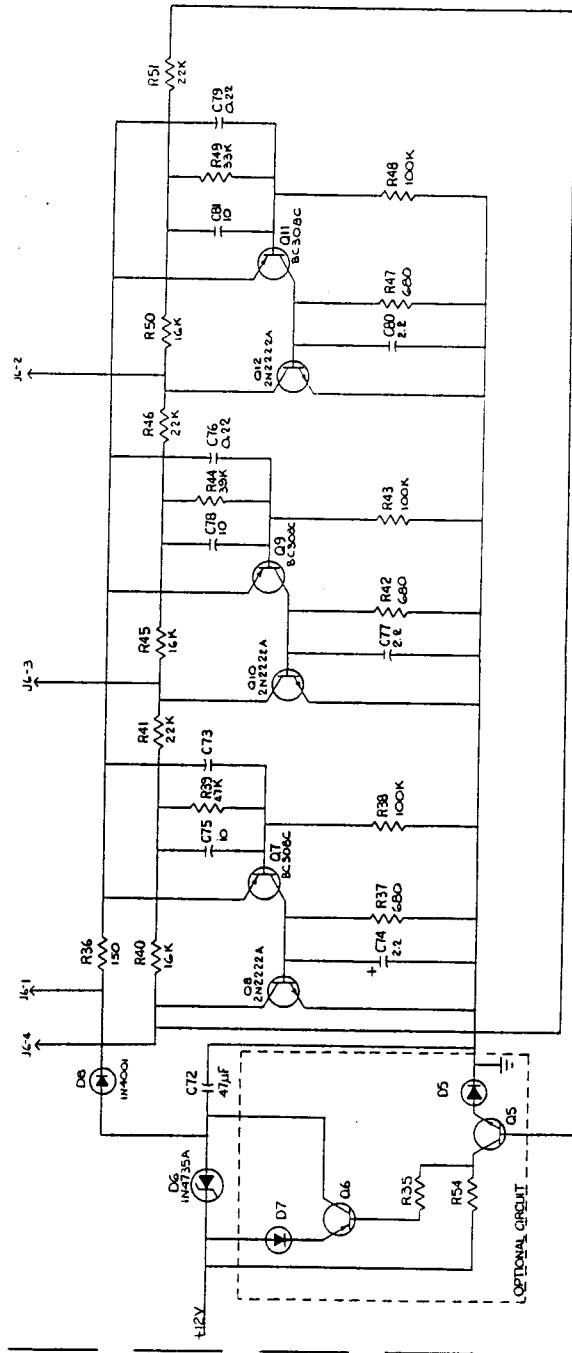 +12V
D6
1N4735A
D7
Q6
R35
R54
Q5
D5
OPTIONAL CIRCUIT
C72
47µF
D8
1N4001
J6-4
J6-1
R36
150
R40
16K
Q8
2N2222A
C74
+
2.2
R37
680
R38
100K
Q7
BC308C
C75
10
R39
47K
C73
R41
22K
J6-3
R45
16K
Q10
2N2222A
C77
2.2
R42
680
R43
100K
Q9
BC308C
C78
10
R44
39K
C76
0.22
R46
22K
J6-2
R50
16K
Q12
2N2222A
C80
2.2
R47
680
R48
100K
Q11
BC308C
C81
10
R49
33K
C79
0.22
R51
22K